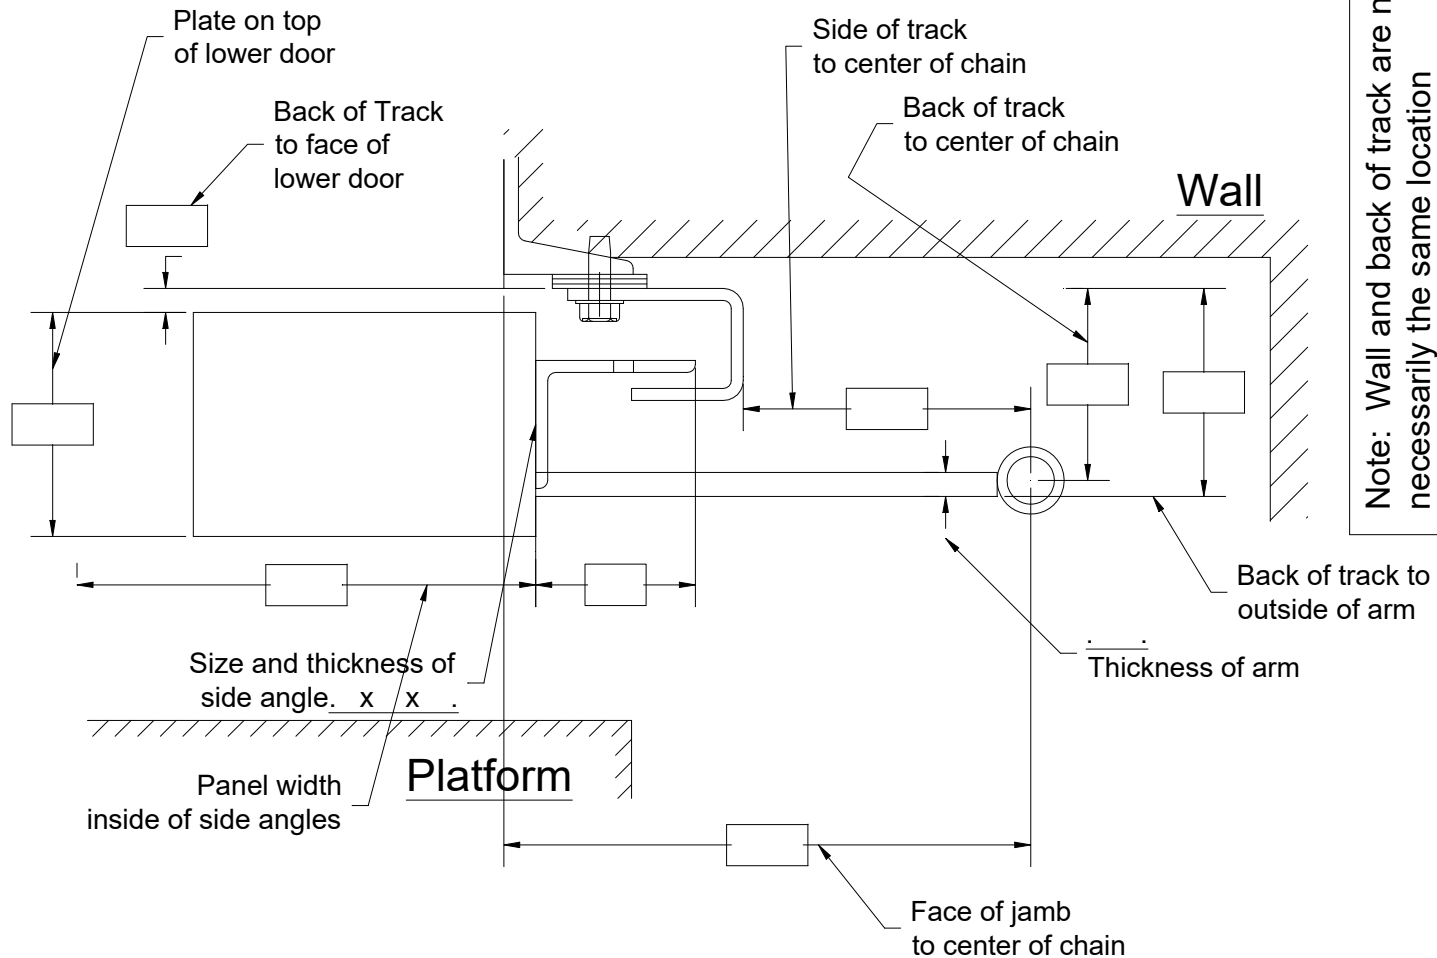 Plate on top
of lower door
Back of Track
to face of
lower door
Side of track
to center of chain
Back of track
to center of chain
Wall
Note: Wall and back of track are
necessarily the same location
Back of track to
outside of arm
. .
Thickness of arm
Size and thickness of
side angle. x x .
Platform
Panel width
inside of side angles
Face of jamb
to center of chain